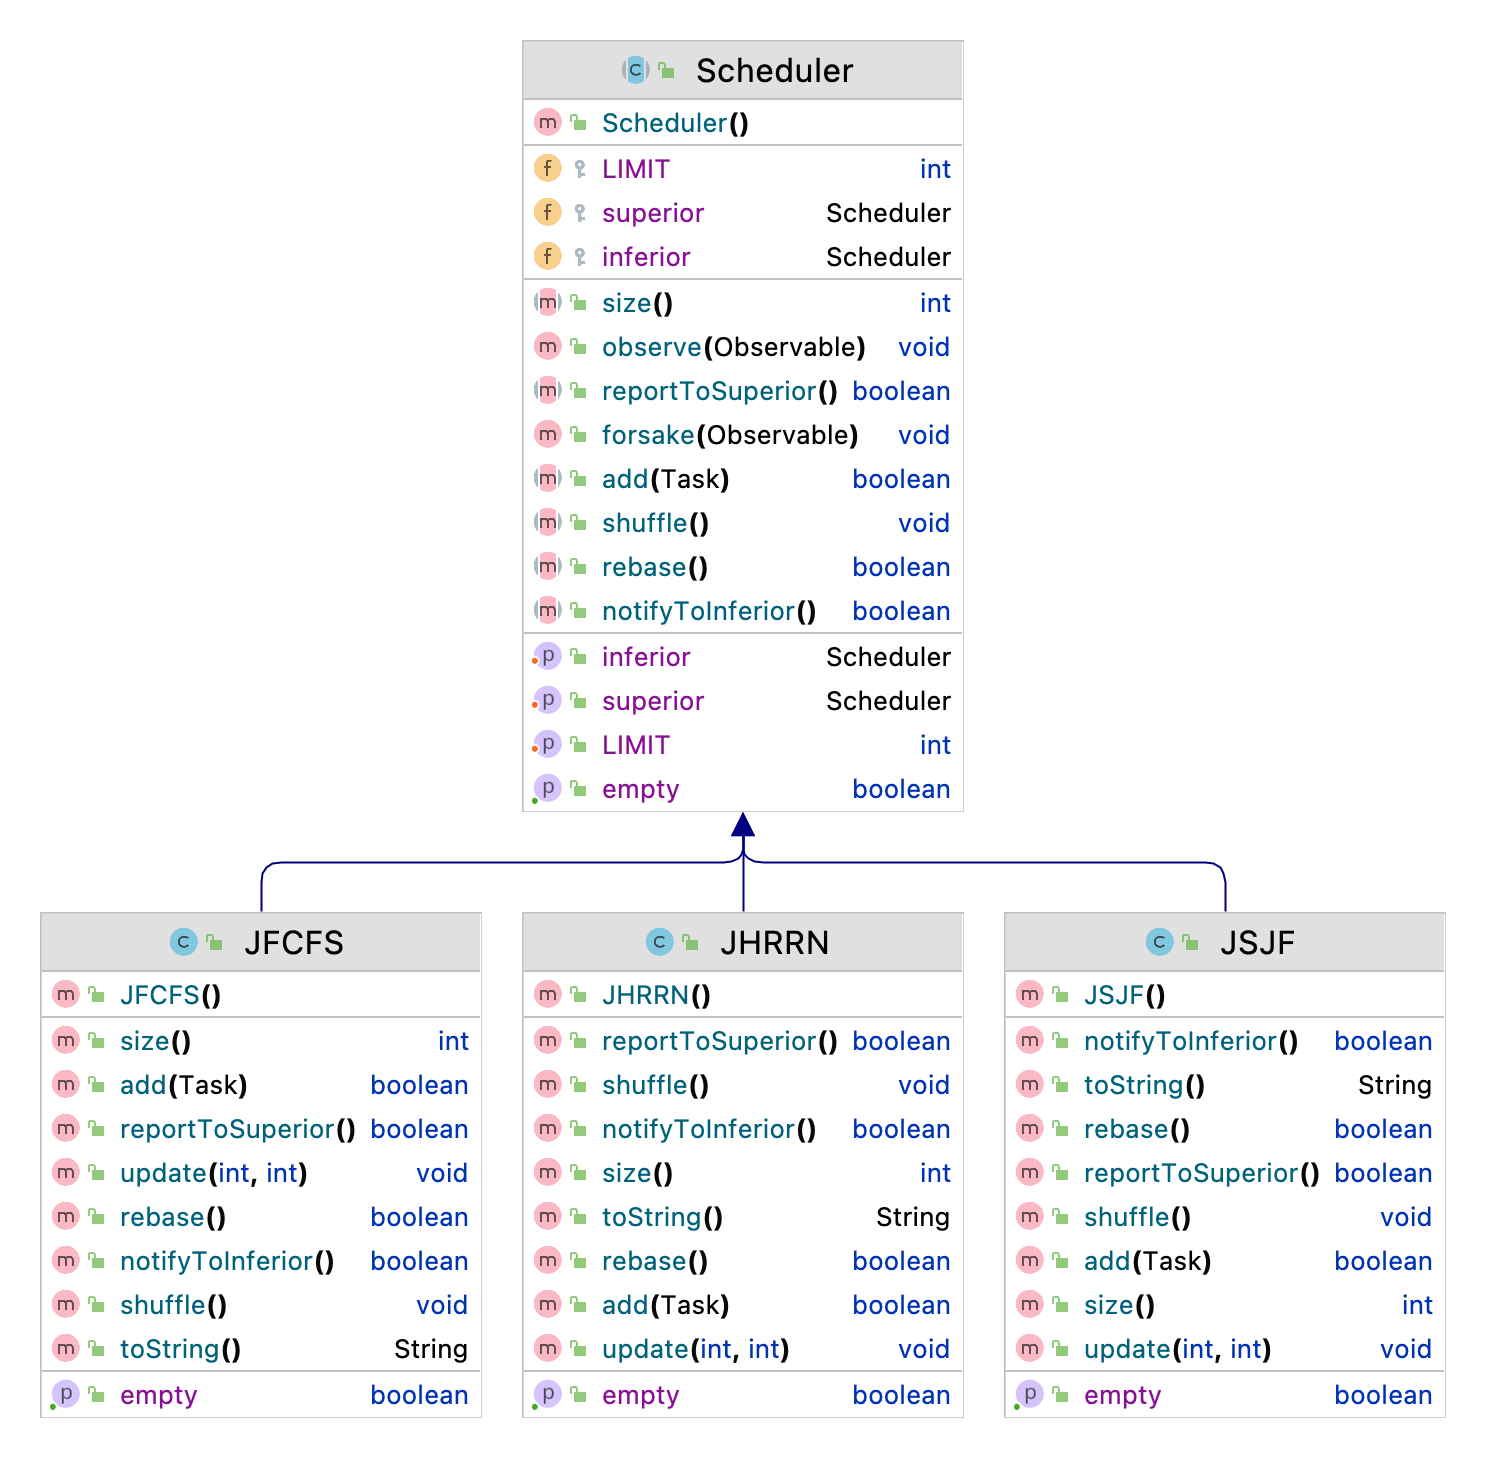 Scheduler
Scheduler()
LIMIT int
superior Scheduler
inferior Scheduler
size() int
observe(Observable) void
reportToSuperior() boolean
forsake(Observable) void
add(Task) boolean
shuffle() void
rebase() boolean
notifyToInferior() boolean
inferior Scheduler
superior Scheduler
LIMIT int
empty boolean
JFCFS
JFCFS()
size() int
add(Task) boolean
reportToSuperior() boolean
update(int, int) void
rebase() boolean
notifyToInferior() boolean
shuffle() void
toString() String
empty boolean
JHRRN
JHRRN()
reportToSuperior() boolean
shuffle() void
notifyToInferior() boolean
size() int
toString() String
rebase() boolean
add(Task) boolean
update(int, int) void
empty boolean
JSJF
JSJF()
notifyToInferior() boolean
toString() String
rebase() boolean
reportToSuperior() boolean
shuffle() void
add(Task) boolean
size() int
update(int, int) void
empty boolean